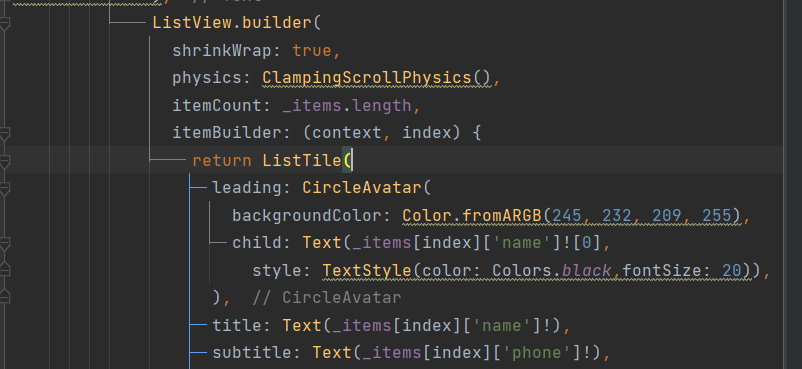 ), // Text
ListView.builder(
shrinkWrap: true,
physics: ClampingScrollPhysics(),
itemCount: _items.length,
itemBuilder: (context, index) {
return ListTile(
leading: CircleAvatar(
backgroundColor: Color.fromARGB(245, 232, 209, 255),
child: Text(_items[index]['name']![0],
style: TextStyle(color: Colors.black,fontSize: 20)),
), // CircleAvatar
title: Text(_items[index]['name']!),
subtitle: Text(_items[index]['phone']!),